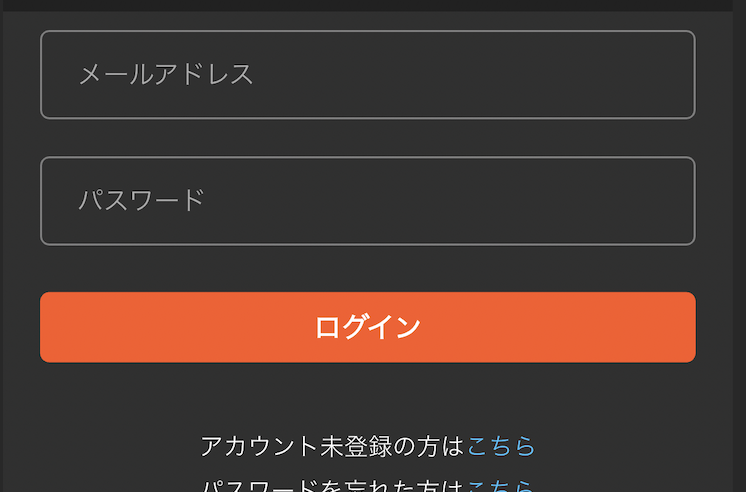 メールアドレス
パスワード
ログイン
アカウント未登録の方はこちら
パスワードを忘れた方はこちら